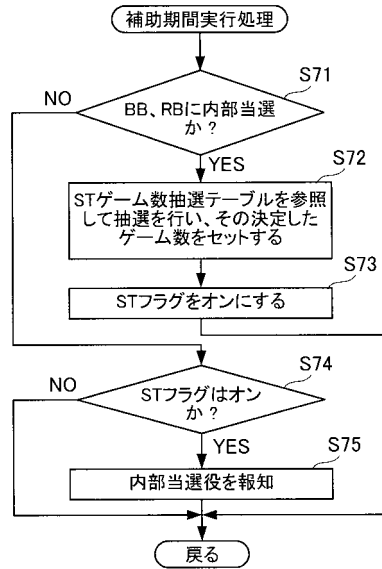 補助期間実行処理
S71
NO
BB、RBに内部当選
か?
YES
S72
STゲーム数抽選テーブルを参照
して抽選を行い、その決定した
ゲーム数をセットする
S73
STフラグをオンにする
S74
NO
STフラグはオン
か?
YES
S75
内部当選役を報知
戻る